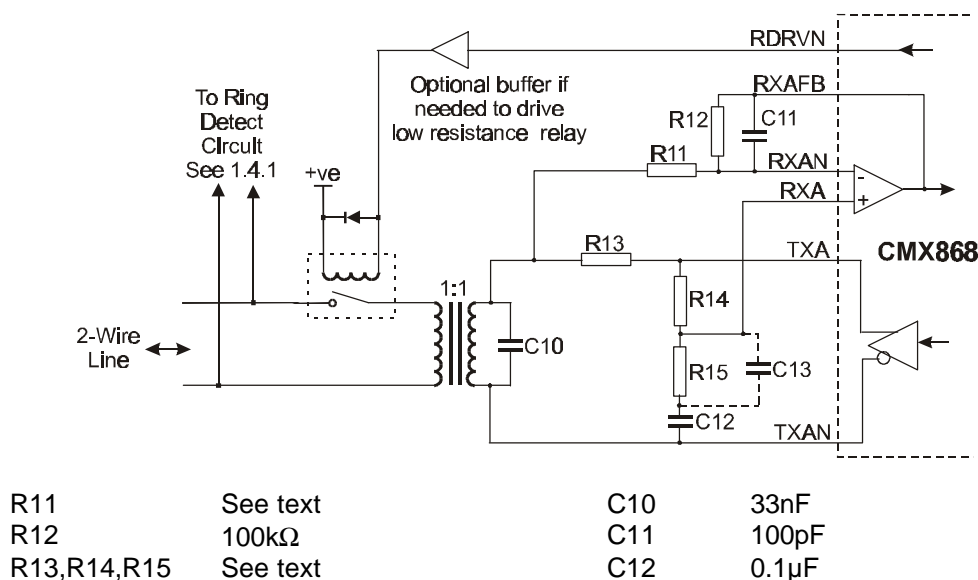 RDRVN
Optional buffer if
needed to drive
low resistance relay
RXAFB
To Ring
Detect
CIrcuit
See 1.4.1
R12
C11
R11
RXAN
+ve
RXA
-
+
R13
TXA
CMX868
1:1
R14
2-Wire
Line
C10
R15
C13
C12
TXAN
R11 See text C10 33nF
R12 100kΩ C11 100pF
R13,R14,R15 See text C12 0.1µF